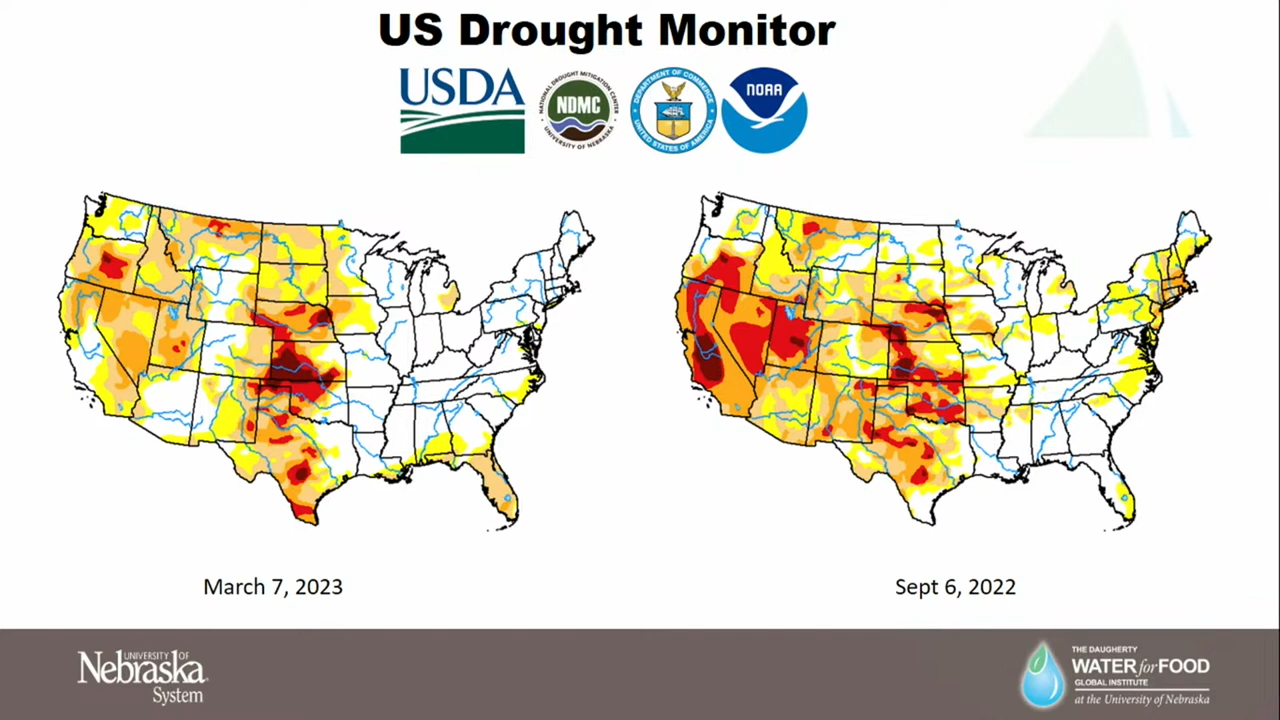 US Drought Monitor
USDA
NATIONAL DROUGHT MITIGATION CENTER
NDMC
UNIVERSITY OF NEBRASKA
DEPARTMENT OF COMMERCE
UNITED STATES OF AMERICA
NOAA
March 7, 2023
Sept 6, 2022
UNIVERSITY OF
Nebraska
System
THE DAUGHERTY
WATER for FOOD
GLOBAL INSTITUTE
at the University of Nebraska